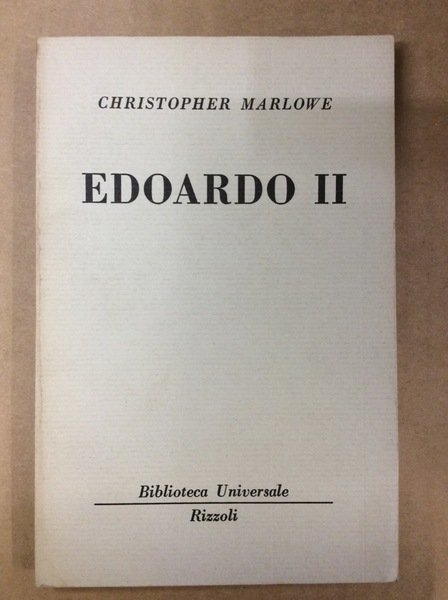 CHRISTOPHER MARLOWE
EDOARDO II
Biblioteca Universale
Rizzoli